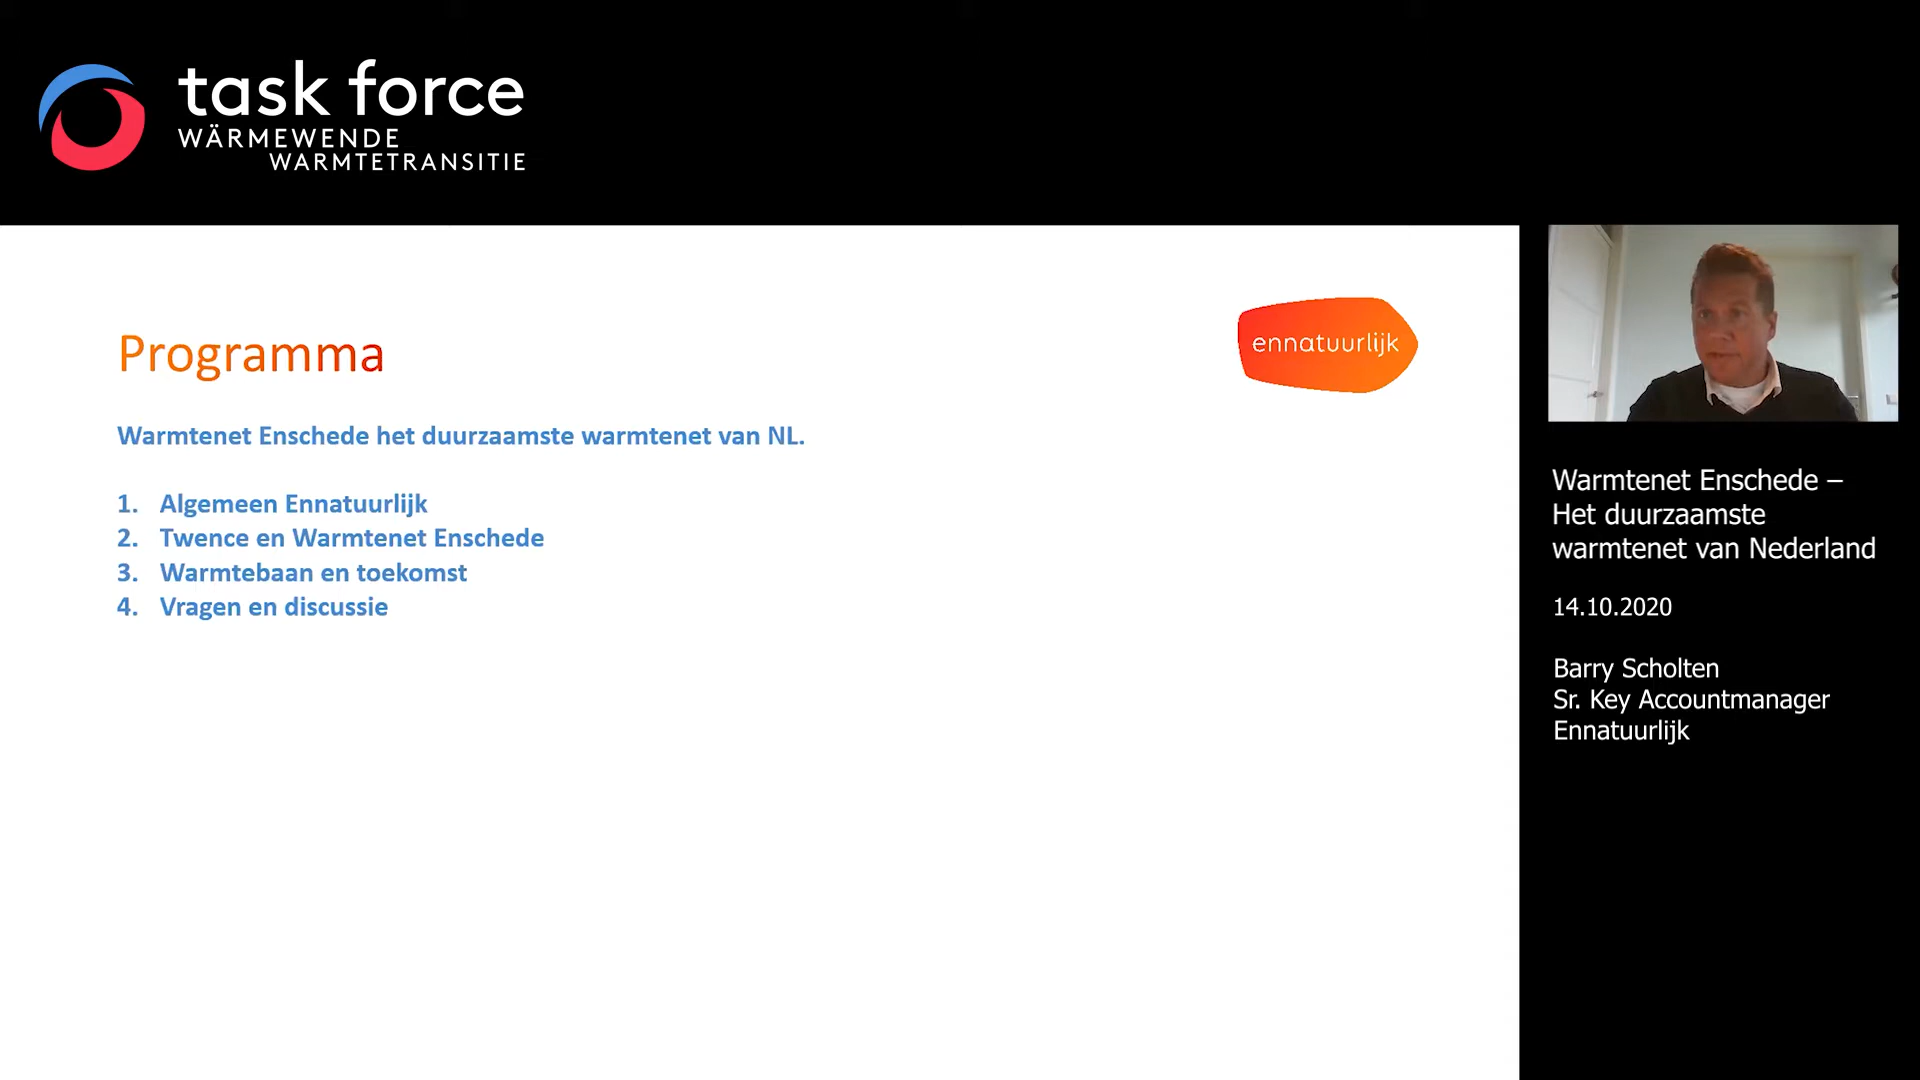 task force
WÄRMEWENDE
WARMTETRANSITIE
Programma
ennatuurlijk
Warmtenet Enschede het duurzaamste warmtenet van NL.
1. Algemeen Ennatuurlijk
2. Twence en Warmtenet Enschede
3. Warmtebaan en toekomst
4. Vragen en discussie
Warmtenet Enschede –
Het duurzaamste
warmtenet van Nederland
14.10.2020
Barry Scholten
Sr. Key Accountmanager
Ennatuurlijk